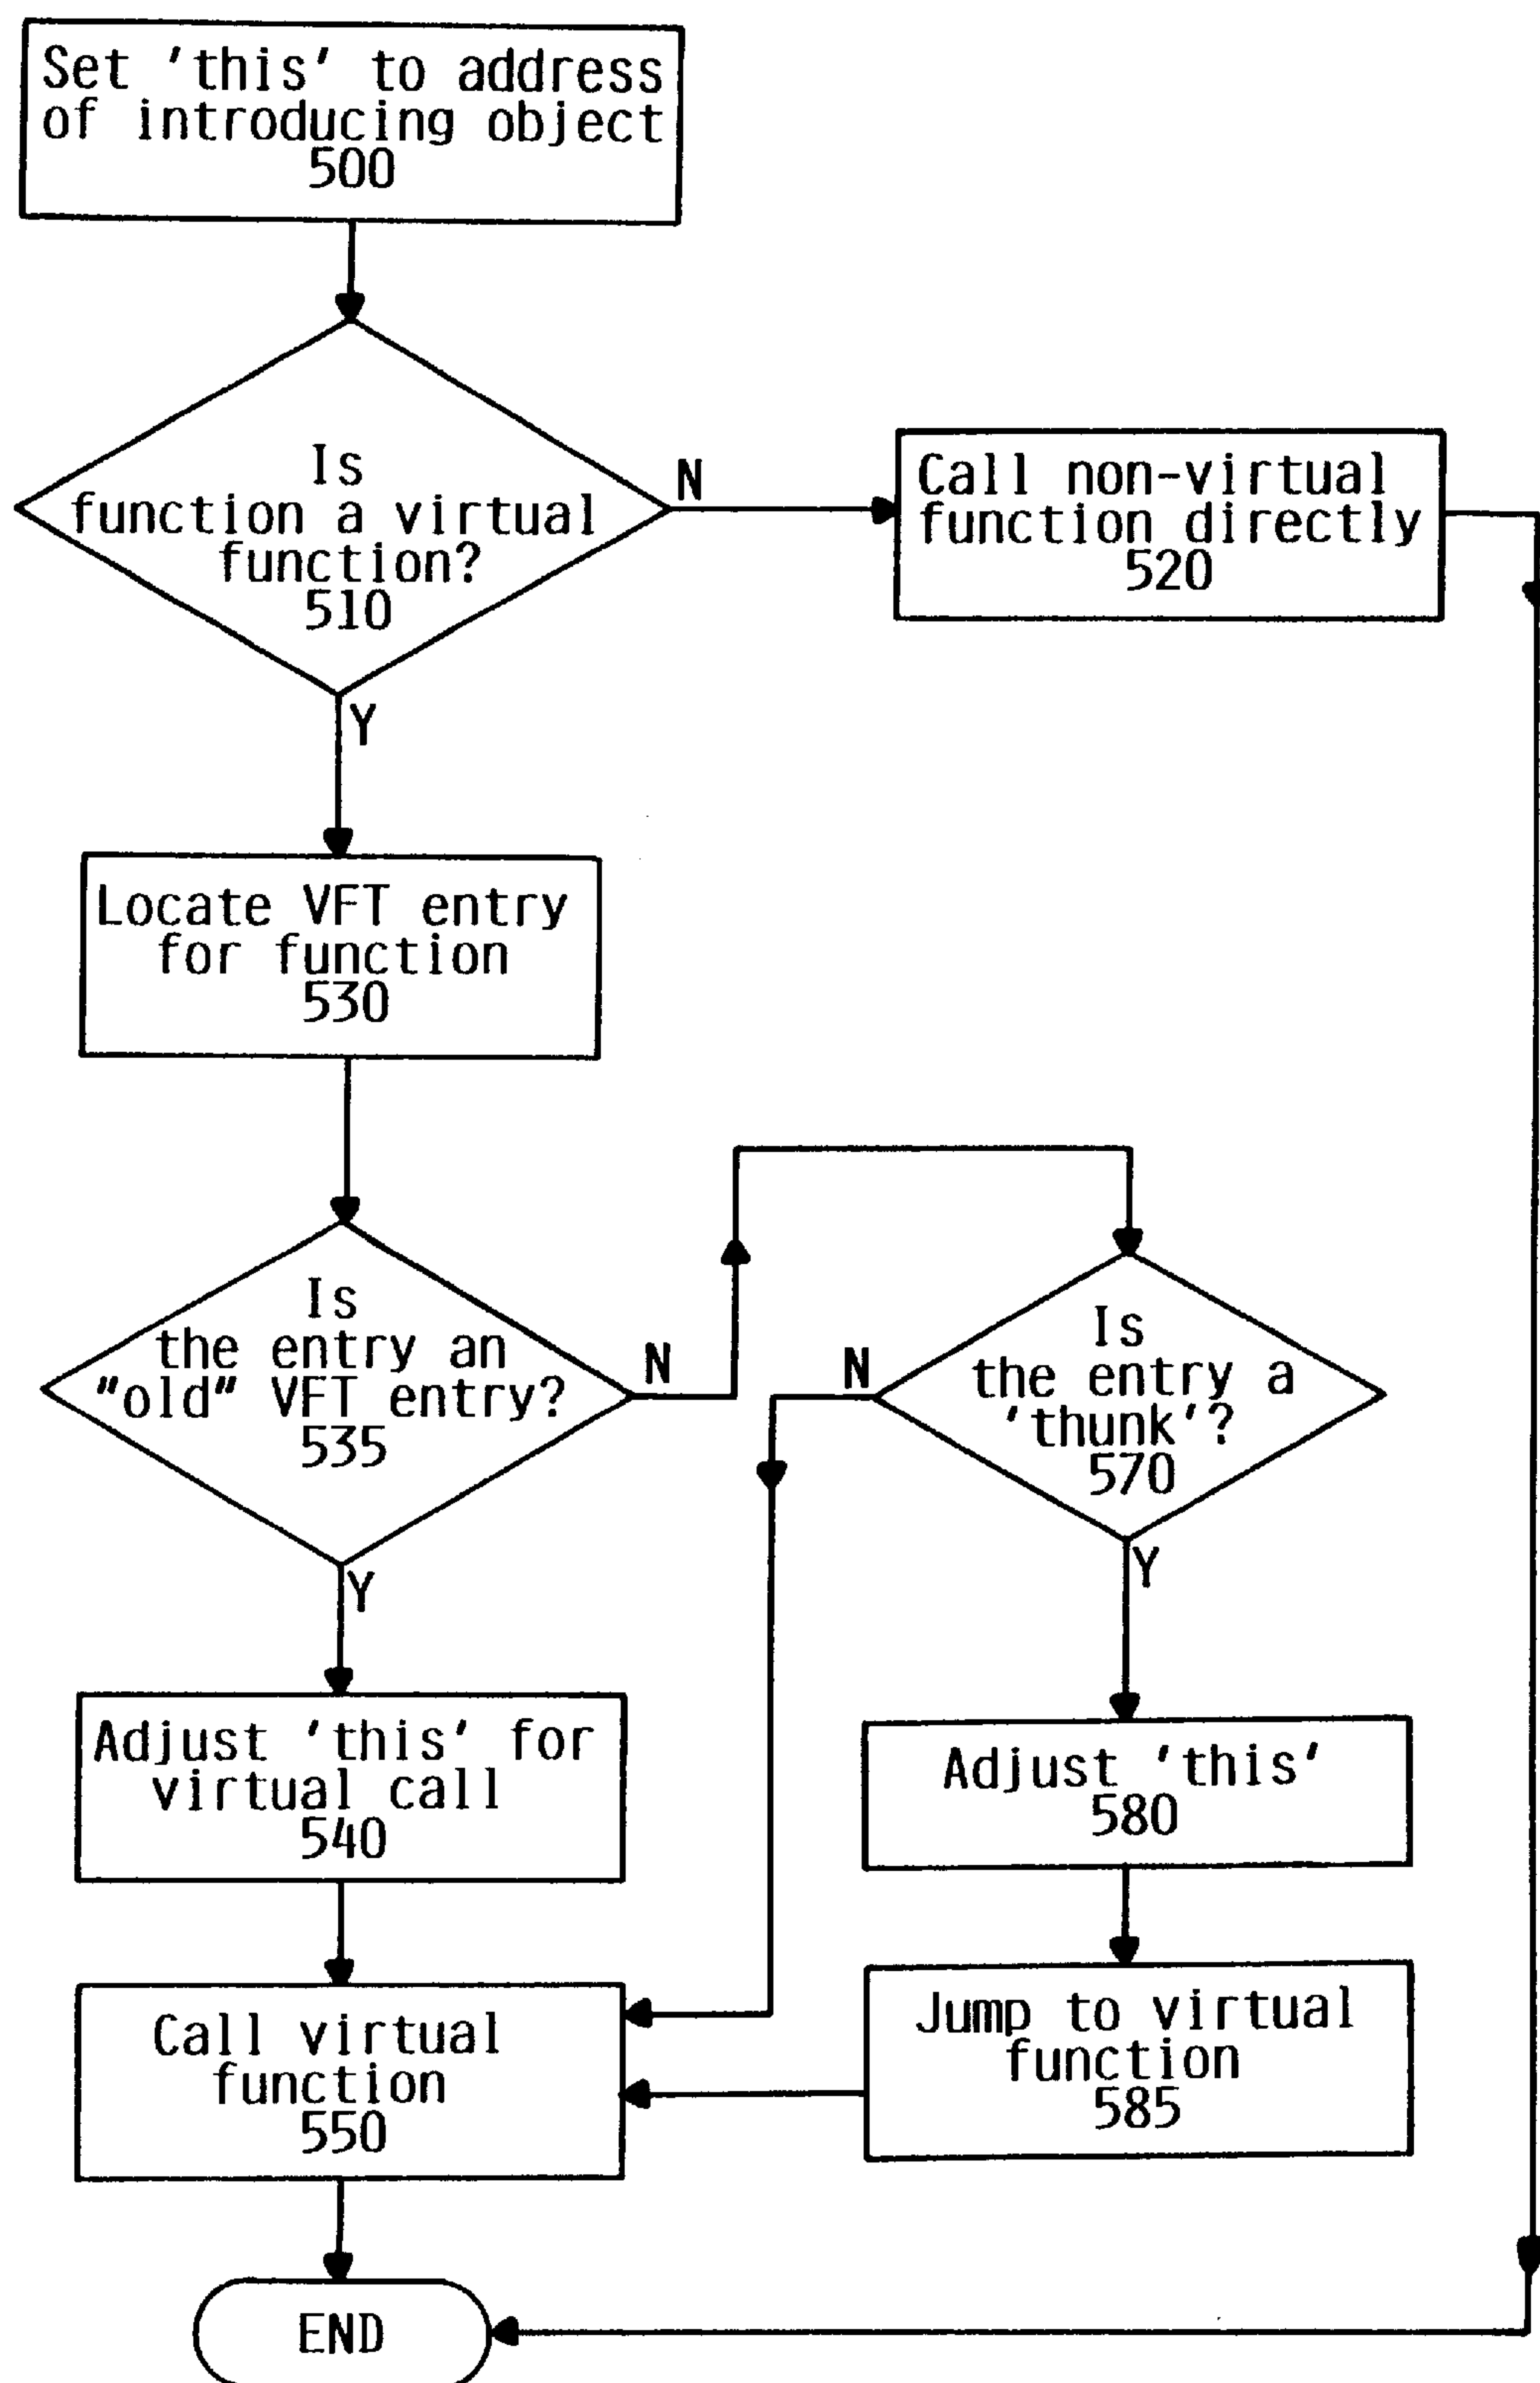 Set 'this' to address
of introducing object
500
Is
function a virtual
function?
510
N
Call non-virtual
function directly
520
Y
Locate VFT entry
for function
530
Is
the entry an
"old" VFT entry?
535
N
N
Is
the entry a
'thunk'?
570
Y
Y
Adjust 'this' for
virtual call
540
Adjust 'this'
580
Call virtual
function
550
Jump to virtual
function
585
END